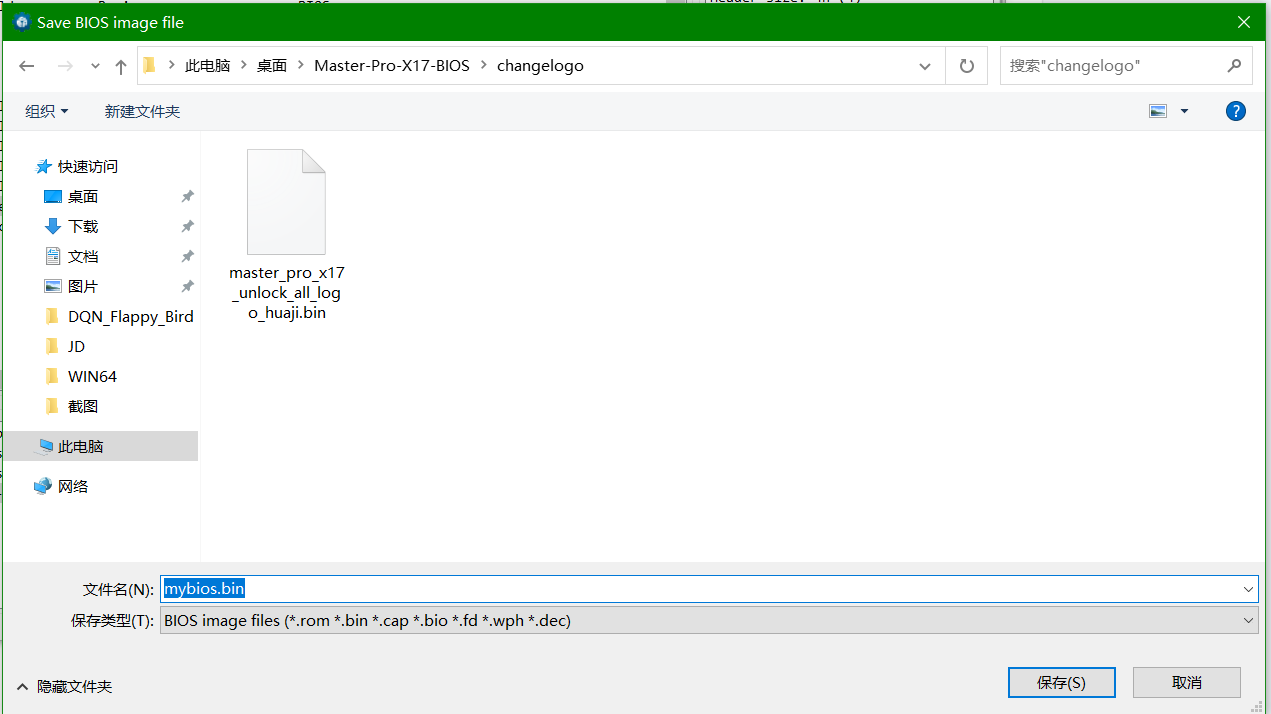 Save BIOS image file
此电脑 桌面 Master-Pro-X17-BIOS changelogo
搜索"changelogo"
组织 新建文件夹
快速访问
桌面
下载
文档
图片
DQN_Flappy_Bird
JD
WIN64
截图
此电脑
网络
master_pro_x17
_unlock_all_log
o_huaji.bin
文件名(N): mybios.bin
保存类型(T): BIOS image files (*.rom *.bin *.cap *.bio *.fd *.wph *.dec)
隐藏文件夹
保存(S) 取消